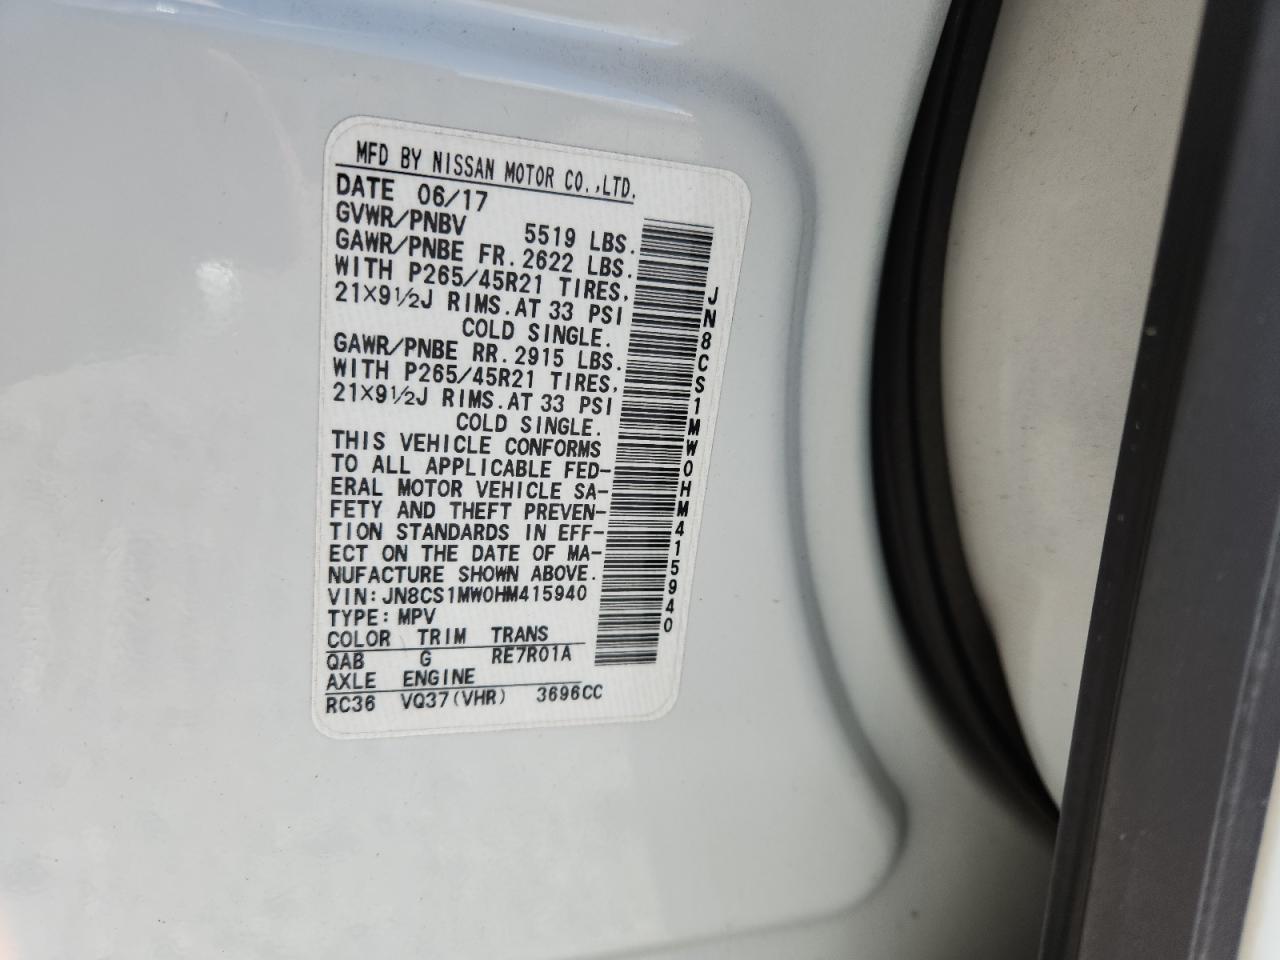 MFD BY NISSAN MOTOR CO.,LTD.
DATE 06/17
GVWR/PNBV 5519 LBS.
GAWR/PNBE FR. 2622 LBS.
WITH P265/45R21 TIRES,
21×9½J RIMS. AT 33 PSI
COLD SINGLE.
GAWR/PNBE RR. 2915 LBS.
WITH P265/45R21 TIRES,
21×9½J RIMS. AT 33 PSI
COLD SINGLE.
THIS VEHICLE CONFORMS
TO ALL APPLICABLE FED-
ERAL MOTOR VEHICLE SA-
FETY AND THEFT PREVEN-
TION STANDARDS IN EFF-
ECT ON THE DATE OF MA-
NUFACTURE SHOWN ABOVE.
VIN: JN8CS1MW0HM415940
TYPE: MPV
COLOR TRIM TRANS
QAB G RE7R01A
AXLE ENGINE
RC36 VQ37(VHR) 3696CC
JN8CS1MW0HM415940